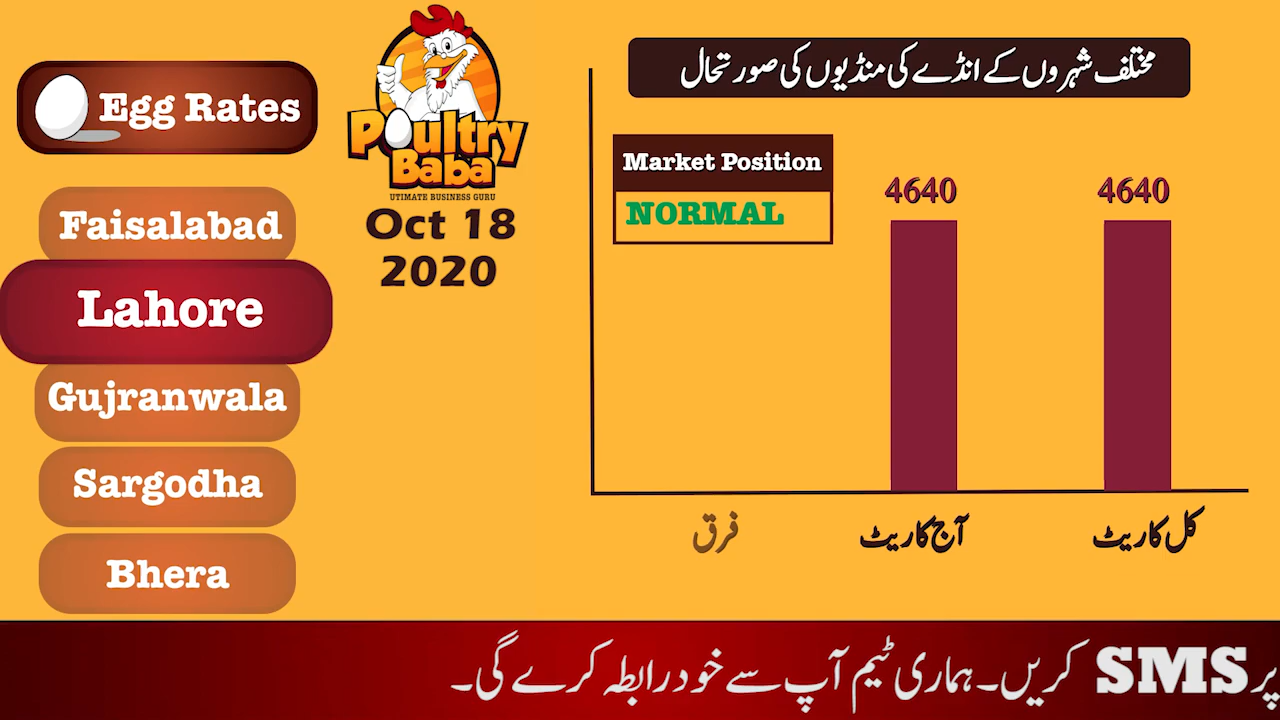 Egg Rates
Faisalabad
Lahore
Gujranwala
Sargodha
Bhera
Poultry
Baba
UTIMATE BUSINESS GURU
Oct 18
2020
مختلف شہروں کے انڈے کی منڈیوں کی صورتحال
Market Position
NORMAL
4640
4640
کل کا ریٹ
آج کا ریٹ
فرق
پر SMS کریں۔ ہماری ٹیم آپ سے خود رابطہ کرے گی۔